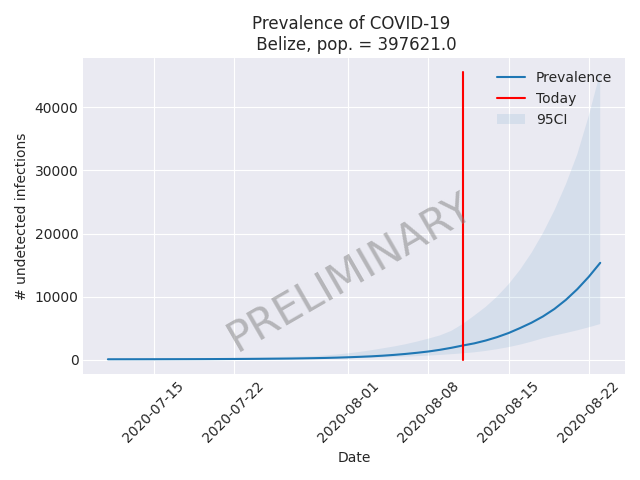 Prevalence of COVID-19
Belize, pop. = 397621.0
Prevalence
Today
95CI
# undetected infections
40000
30000
20000
10000
0
PRELIMINARY
2020-07-15
2020-07-22
2020-08-01
2020-08-08
2020-08-15
2020-08-22
Date